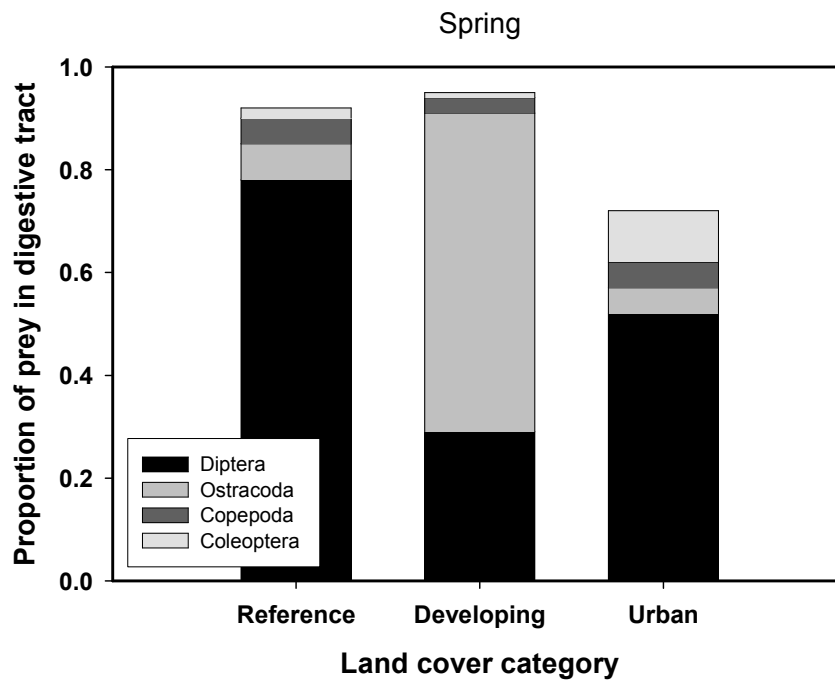 Spring
Proportion of prey in digestive tract
1.0
0.8
0.6
0.4
0.2
0.0
Diptera
Ostracoda
Copepoda
Coleoptera
Reference Developing Urban
Land cover category